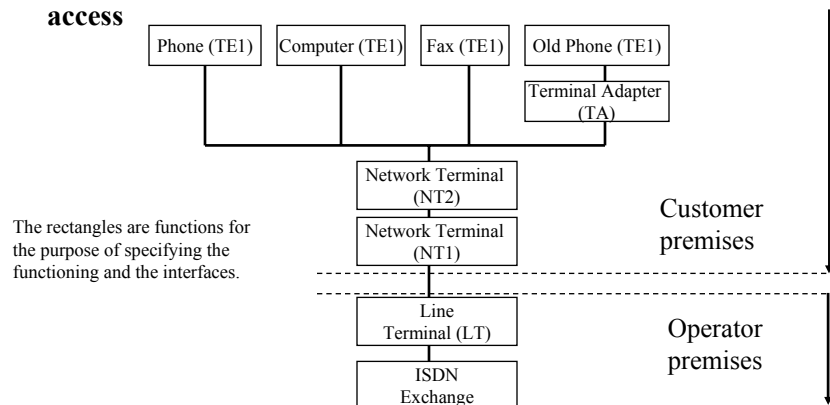 access
Phone (TE1)
Computer (TE1)
Fax (TE1)
Old Phone (TE1)
Terminal Adapter
(TA)
Network Terminal
(NT2)
Network Terminal
(NT1)
The rectangles are functions for
the purpose of specifying the
functioning and the interfaces.
Customer
premises
Line
Terminal (LT)
Operator
premises
ISDN
Exchange